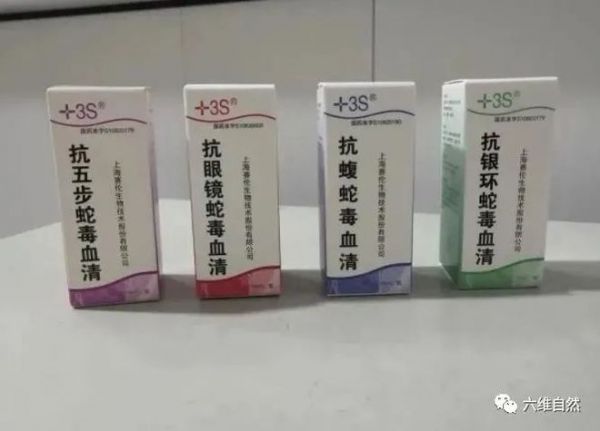 +3S®
抗五步蛇毒血清
上海赛伦生物技术股份有限公司
+3S®
抗眼镜蛇毒血清
上海赛伦生物技术股份有限公司
+3S®
抗蝮蛇毒血清
上海赛伦生物技术股份有限公司
+3S®
抗银环蛇毒血清
上海赛伦生物技术股份有限公司
六维自然